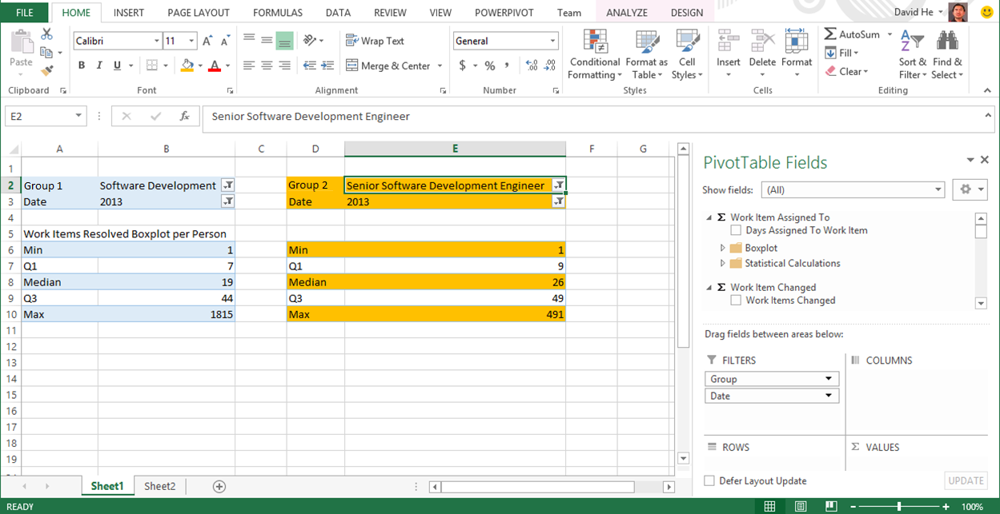 FILE HOME INSERT PAGE LAYOUT FORMULAS DATA REVIEW VIEW POWERPIVOT Team ANALYZE DESIGN David He
Calibri 11 A A Wrap Text General AutoSum A
Paste Conditional Format as Cell Insert Delete Format Fill Z Sort & Find &
B I U A Merge & Center $ % , .0 .00 .00 .0 Formatting Table Styles Clear Filter Select
Clipboard Font Alignment Number Styles Cells Editing
E2 fx Senior Software Development Engineer
A B C D E F G
1
2 Group 1 Software Development Group 2 Senior Software Development Engineer
3 Date 2013 Date 2013
4
5 Work Items Resolved Boxplot per Person
6 Min 1 Min 1
7 Q1 7 Q1 9
8 Median 19 Median 26
9 Q3 44 Q3 49
10 Max 1815 Max 491
11
12
13
14
15
16
17
18
19
PivotTable Fields
Show fields: (All)
Σ Work Item Assigned To
Days Assigned To Work Item
Boxplot
Statistical Calculations
Σ Work Item Changed
Work Items Changed
Drag fields between areas below:
FILTERS COLUMNS
Group
Date
ROWS Σ VALUES
Defer Layout Update UPDATE
Sheet1 Sheet2
READY 100%